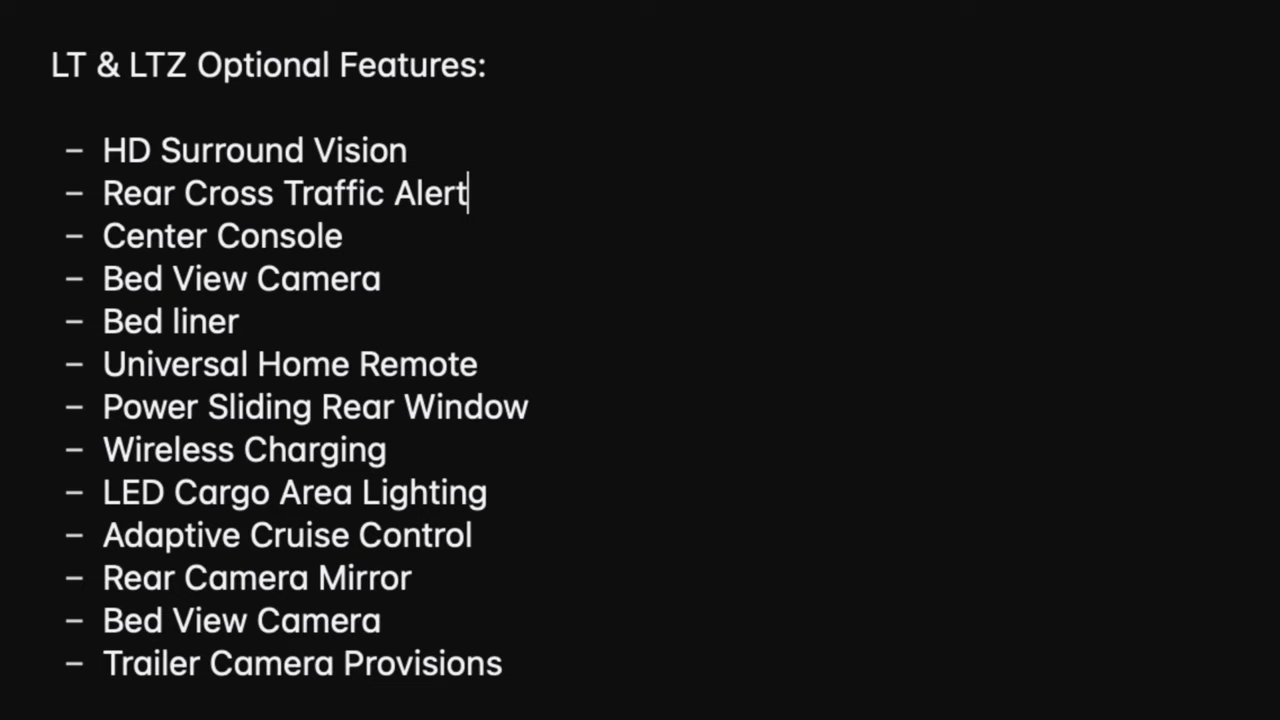 LT & LTZ Optional Features:
– HD Surround Vision
– Rear Cross Traffic Alert
– Center Console
– Bed View Camera
– Bed liner
– Universal Home Remote
– Power Sliding Rear Window
– Wireless Charging
– LED Cargo Area Lighting
– Adaptive Cruise Control
– Rear Camera Mirror
– Bed View Camera
– Trailer Camera Provisions